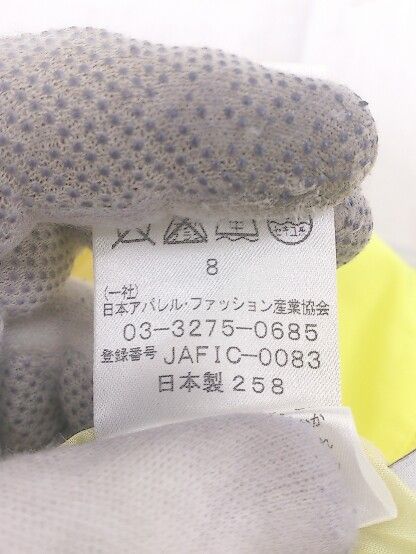 8
(一社)
日本アパレル・ファッション産業協会
03-3275-0685
登録番号 JAFIC-0083
日本製 258